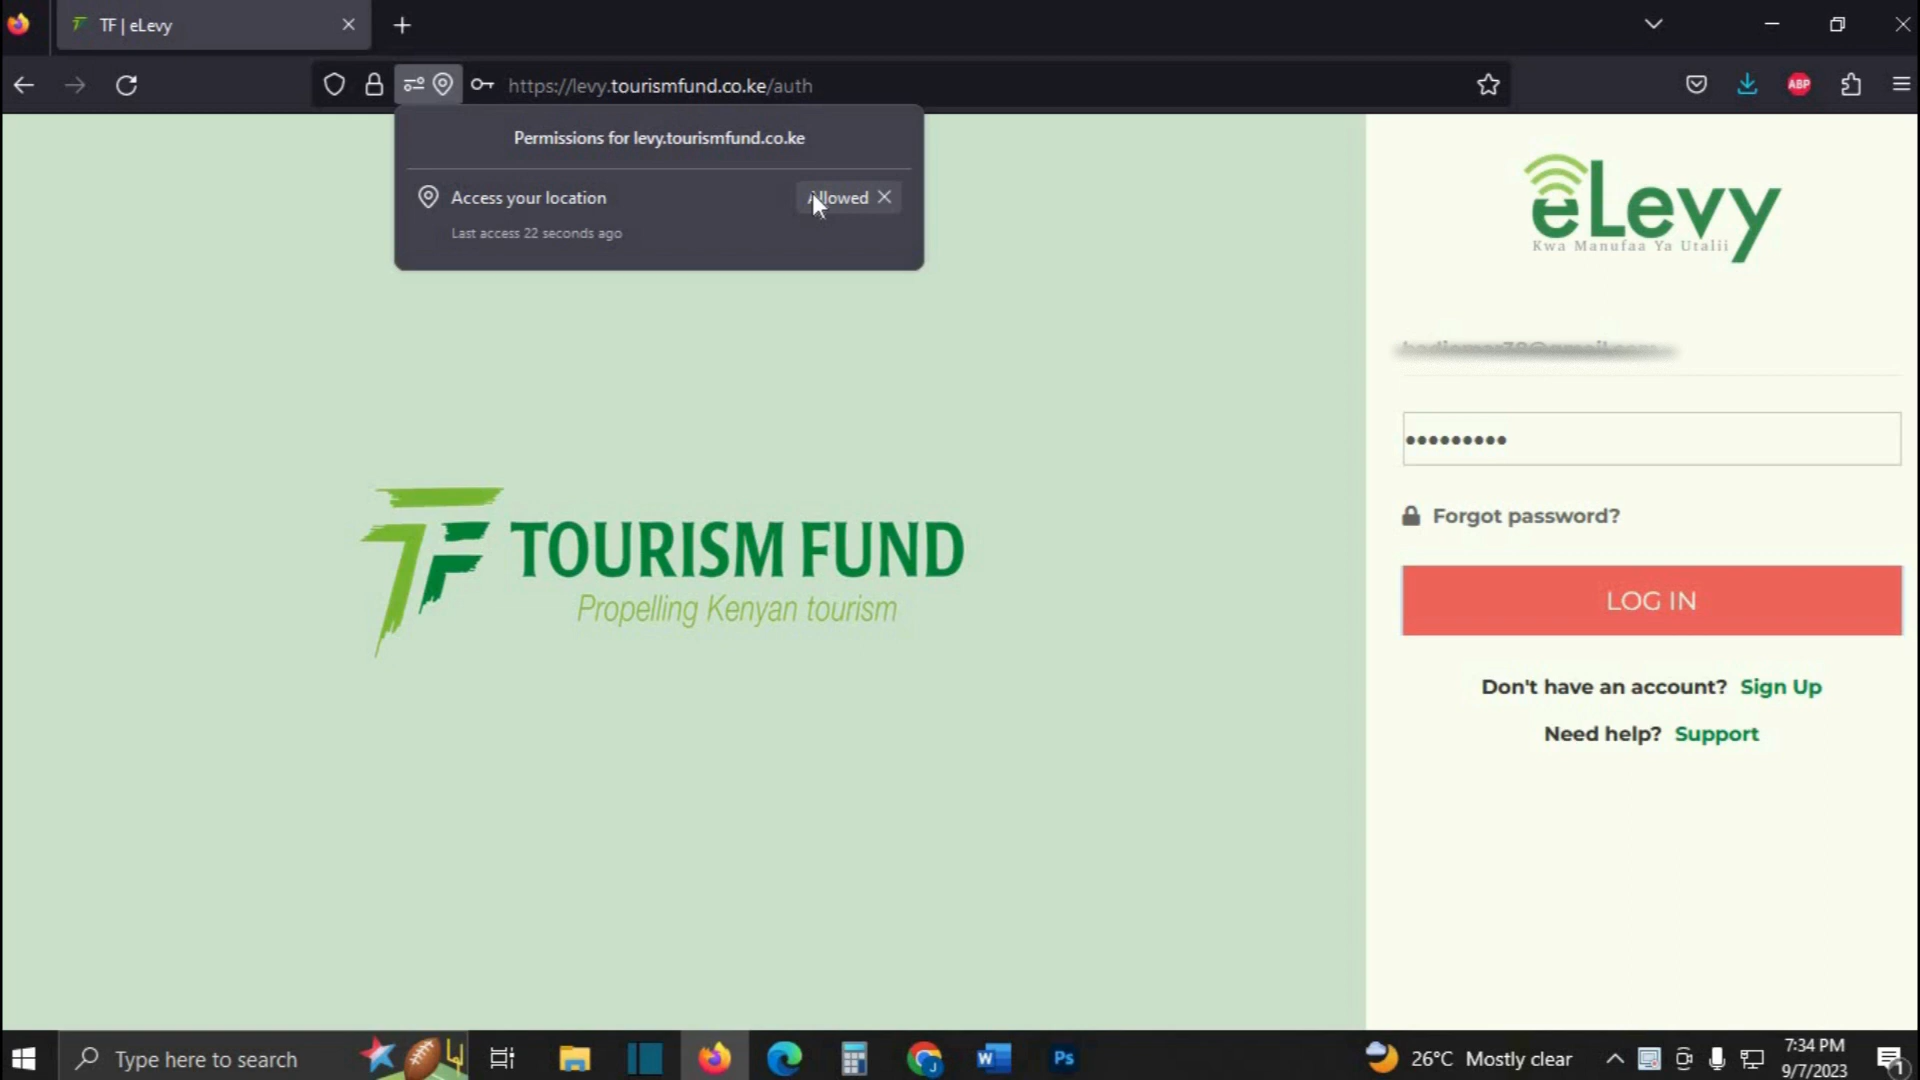 TF | eLevy
https://levy.tourismfund.co.ke/auth
ABP
Permissions for levy.tourismfund.co.ke
Access your location
Allowed
Last access 22 seconds ago
eLevy
Kwa Manufaa Ya Utalii
TOURISM FUND
Propelling Kenyan tourism
Forgot password?
LOG IN
Don't have an account? Sign Up
Need help? Support
Type here to search
J
W
Ps
26°C Mostly clear
7:34 PM
9/7/2023
1